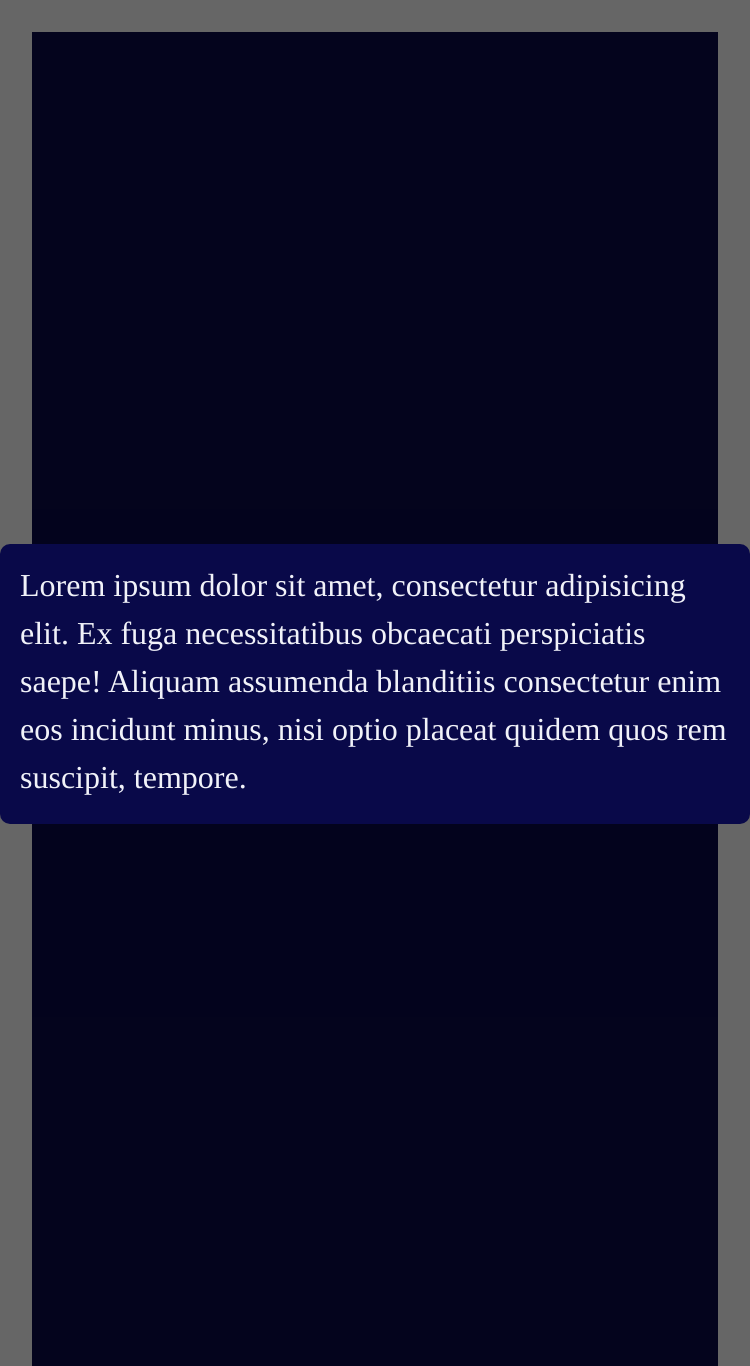 Lorem ipsum dolor sit amet, consectetur adipisicing
elit. Ex fuga necessitatibus obcaecati perspiciatis
saepe! Aliquam assumenda blanditiis consectetur enim
eos incidunt minus, nisi optio placeat quidem quos rem
suscipit, tempore.